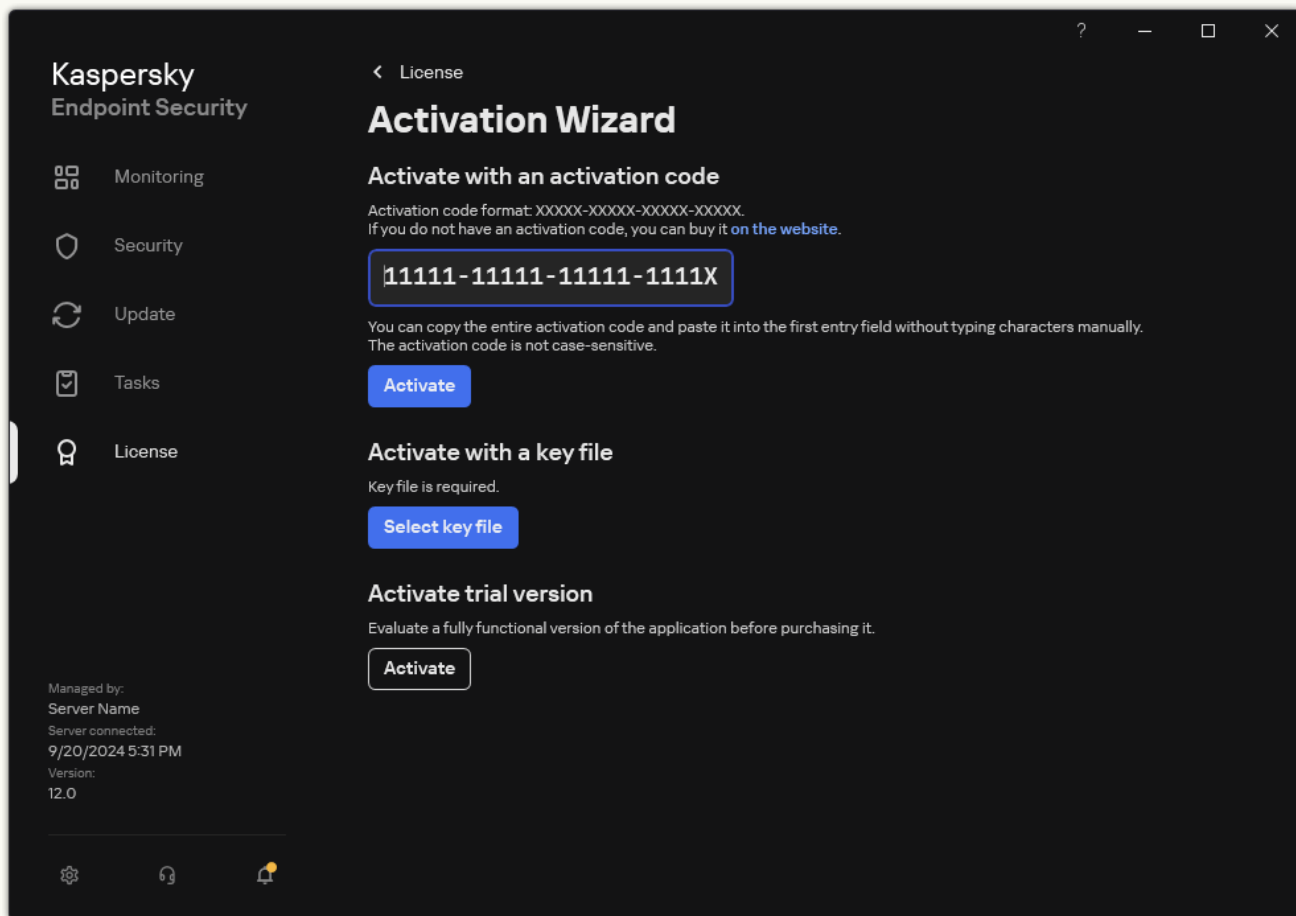 ?
Kaspersky
Endpoint Security
Monitoring
Security
Update
Tasks
License
Managed by:
Server Name
Server connected:
9/20/2024 5:31 PM
Version:
12.0
License
Activation Wizard
Activate with an activation code
Activation code format: XXXXX-XXXXX-XXXXX-XXXXX.
If you do not have an activation code, you can buy it on the website.
11111-11111-11111-1111X
You can copy the entire activation code and paste it into the first entry field without typing characters manually.
The activation code is not case-sensitive.
Activate
Activate with a key file
Key file is required.
Select key file
Activate trial version
Evaluate a fully functional version of the application before purchasing it.
Activate